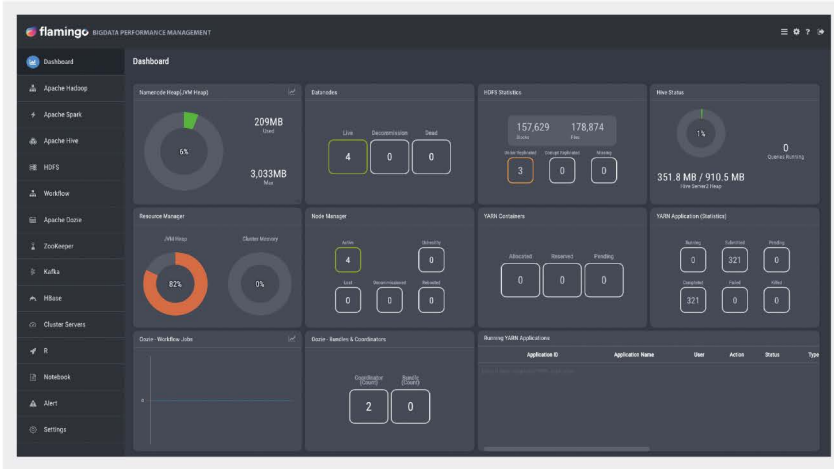 flamingo BIGDATA PERFORMANCE MANAGEMENT
Dashboard
Apache Hadoop
Apache Spark
Apache Hive
HDFS
Workflow
Apache Oozie
ZooKeeper
Kafka
HBase
Cluster Servers
R
Notebook
Alert
Settings
Dashboard
Namenode Heap(JVM Heap)
6%
209MB
Used
3,033MB
Max
Datanodes
Live Decommission Dead
4 0 0
HDFS Statistics
157,629 178,874
Blocks Files
Under Replicated Corrupt Replicated Missing
3 0 0
Hive Status
1%
0
Queries Running
351.8 MB / 910.5 MB
Hive Server2 Heap
Resource Manager
JVM Heap Cluster Memory
82% 0%
Node Manager
Active Unhealthy
4 0
Lost Decommissioned Rebooted
0 0 0
YARN Containers
Allocated Reserved Pending
0 0 0
YARN Application (Statistics)
Running Submitted Pending
0 321 0
Completed Failed Killed
321 0 0
Oozie - Workflow Jobs
0
Oozie - Bundles & Coordinators
Coordinator Bundle
(Count) (Count)
2 0
Running YARN Applications
Application ID Application Name User Action Status Type